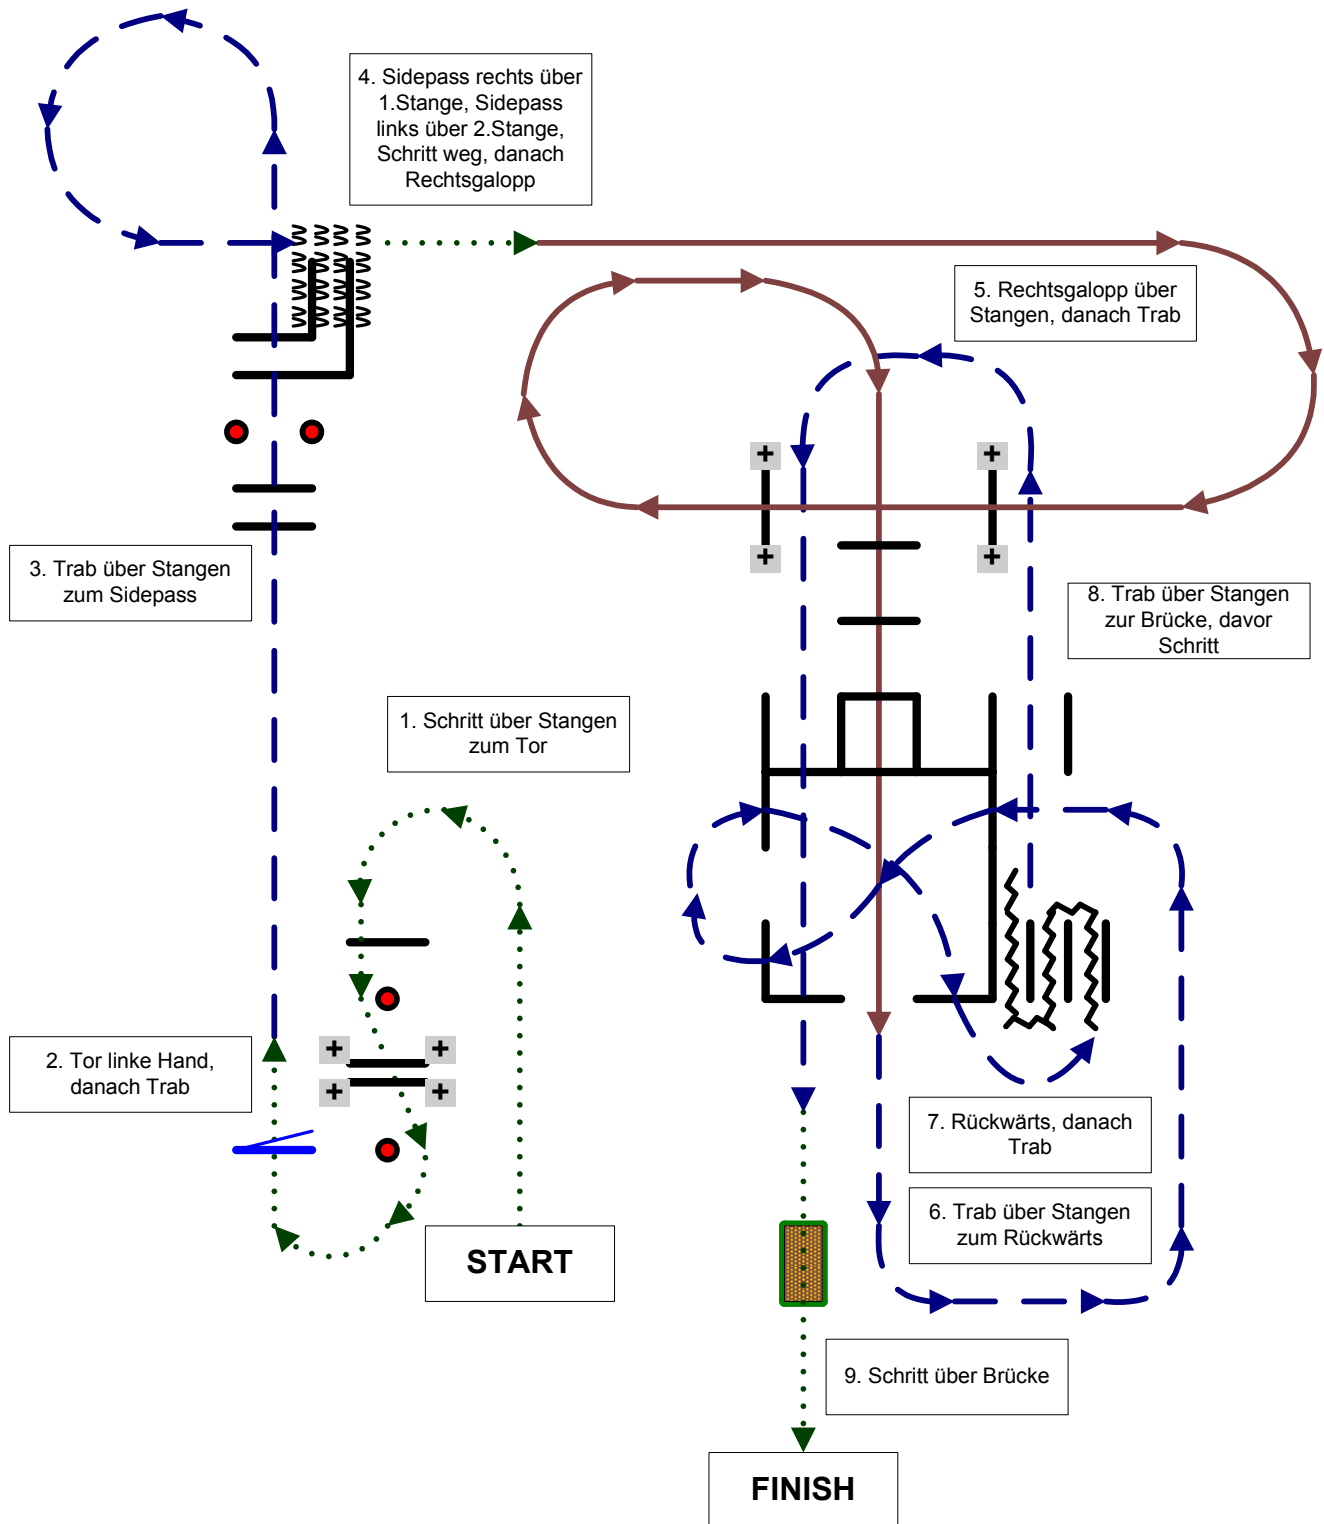 4. Sidepass rechts über
1.Stange, Sidepass
links über 2.Stange,
Schritt weg, danach
Rechtsgalopp
5. Rechtsgalopp über
Stangen, danach Trab
3. Trab über Stangen
zum Sidepass
8. Trab über Stangen
zur Brücke, davor
Schritt
1. Schritt über Stangen
zum Tor
2. Tor linke Hand,
danach Trab
7. Rückwärts, danach
Trab
6. Trab über Stangen
zum Rückwärts
START
9. Schritt über Brücke
FINISH